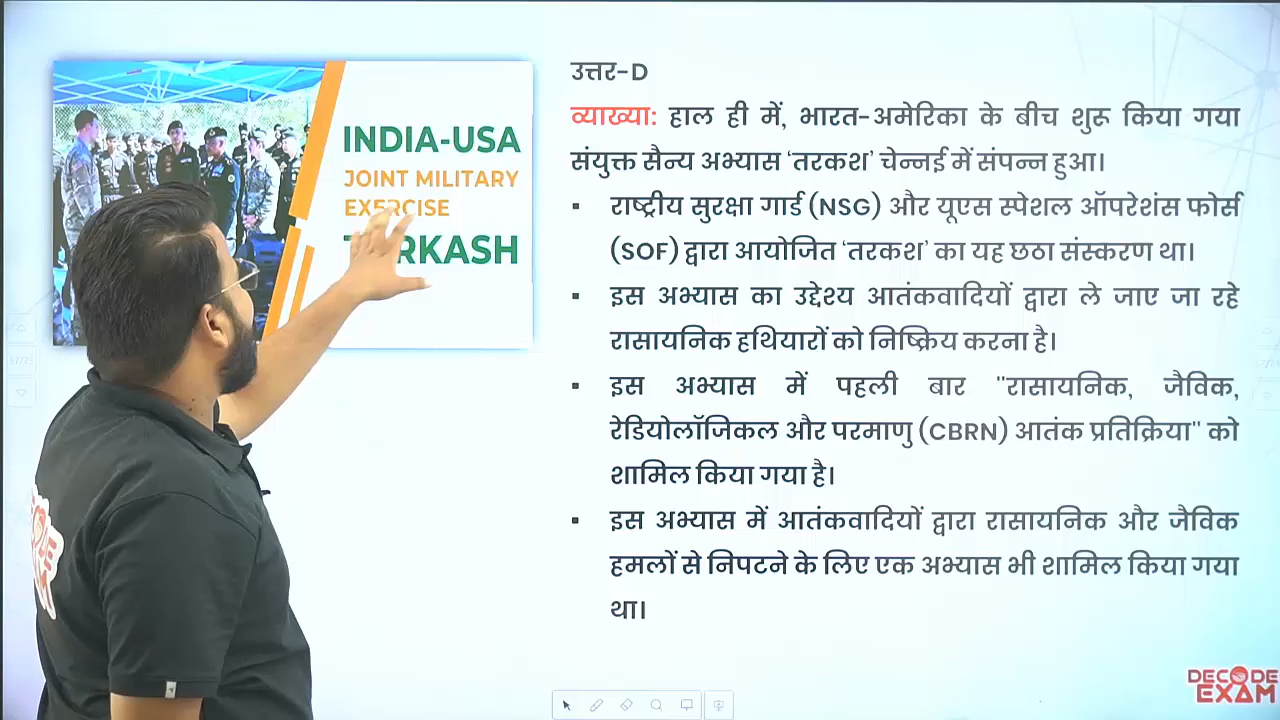 INDIA-USA
JOINT MILITARY
EXERCISE
RKASH
उत्तर-D
व्याख्या: हाल ही में, भारत-अमेरिका के बीच शुरू किया गया
संयुक्त सैन्य अभ्यास 'तरकश' चेन्नई में संपन्न हुआ।
▪ राष्ट्रीय सुरक्षा गार्ड (NSG) और यूएस स्पेशल ऑपरेशंस फोर्स
(SOF) द्वारा आयोजित 'तरकश' का यह छठा संस्करण था।
▪ इस अभ्यास का उद्देश्य आतंकवादियों द्वारा ले जाए जा रहे
रासायनिक हथियारों को निष्क्रिय करना है।
▪ इस अभ्यास में पहली बार "रासायनिक, जैविक,
रेडियोलॉजिकल और परमाणु (CBRN) आतंक प्रतिक्रिया" को
शामिल किया गया है।
▪ इस अभ्यास में आतंकवादियों द्वारा रासायनिक और जैविक
हमलों से निपटने के लिए एक अभ्यास भी शामिल किया गया
था।
DECODE
EXAM